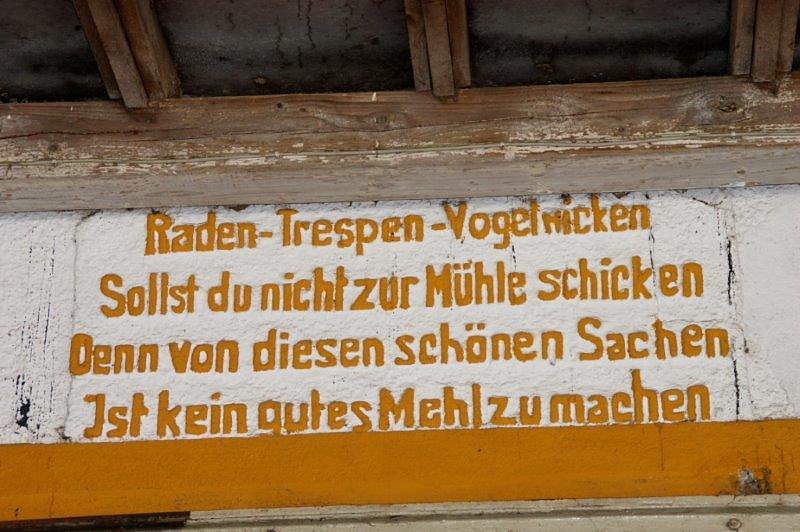 Raden-Trespen-Vogelwicken
Sollst du nicht zur Mühle schicken
Denn von diesen schönen Sachen
Ist kein gutes Mehl zu machen